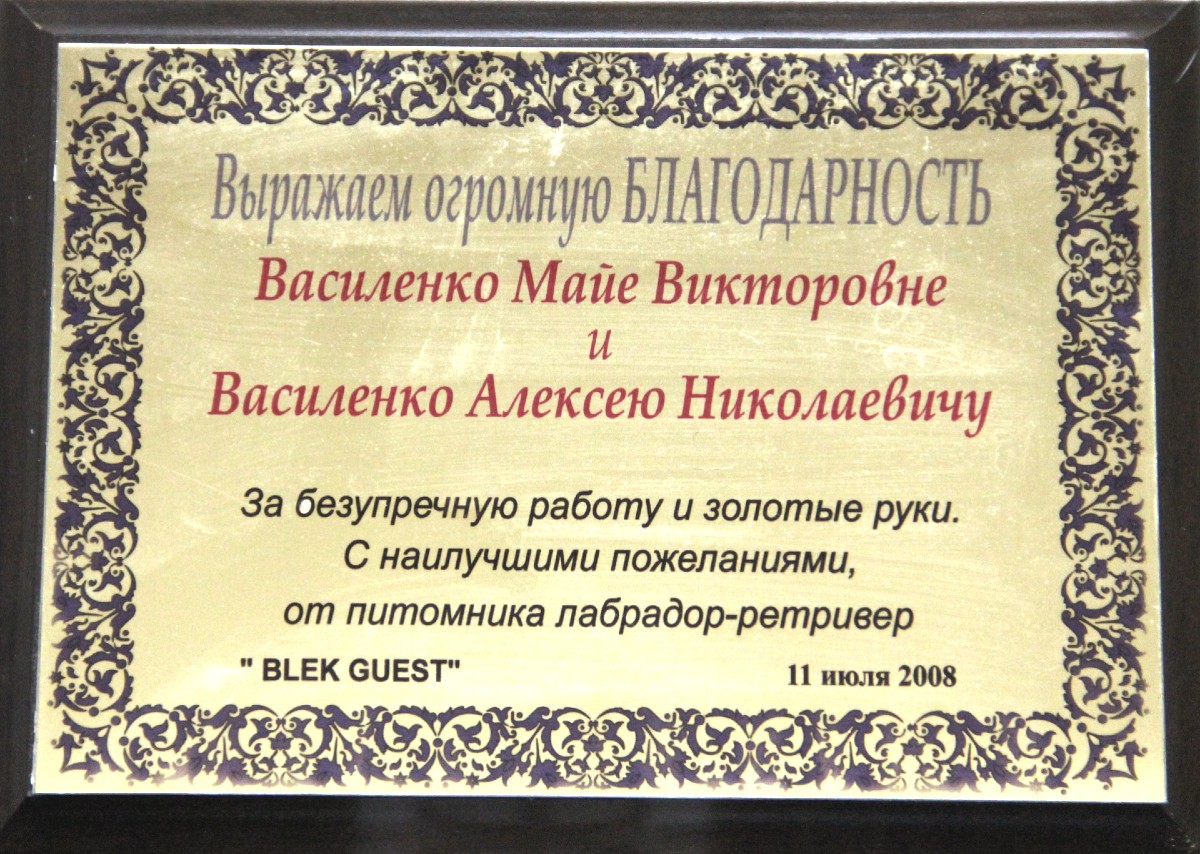 Выражаем огромную БЛАГОДАРНОСТЬ
Василенко Майе Викторовне
и
Василенко Алексею Николаевичу
За безупречную работу и золотые руки.
С наилучшими пожеланиями,
от питомника лабрадор-ретривер
" BLEK GUEST" 11 июля 2008